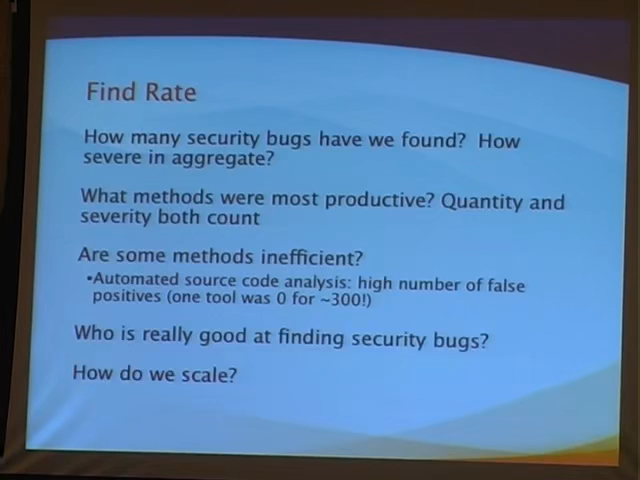 Find Rate
How many security bugs have we found?  How
severe in aggregate?
What methods were most productive? Quantity and
severity both count
Are some methods inefficient?
•Automated source code analysis: high number of false
positives (one tool was 0 for ~300!)
Who is really good at finding security bugs?
How do we scale?